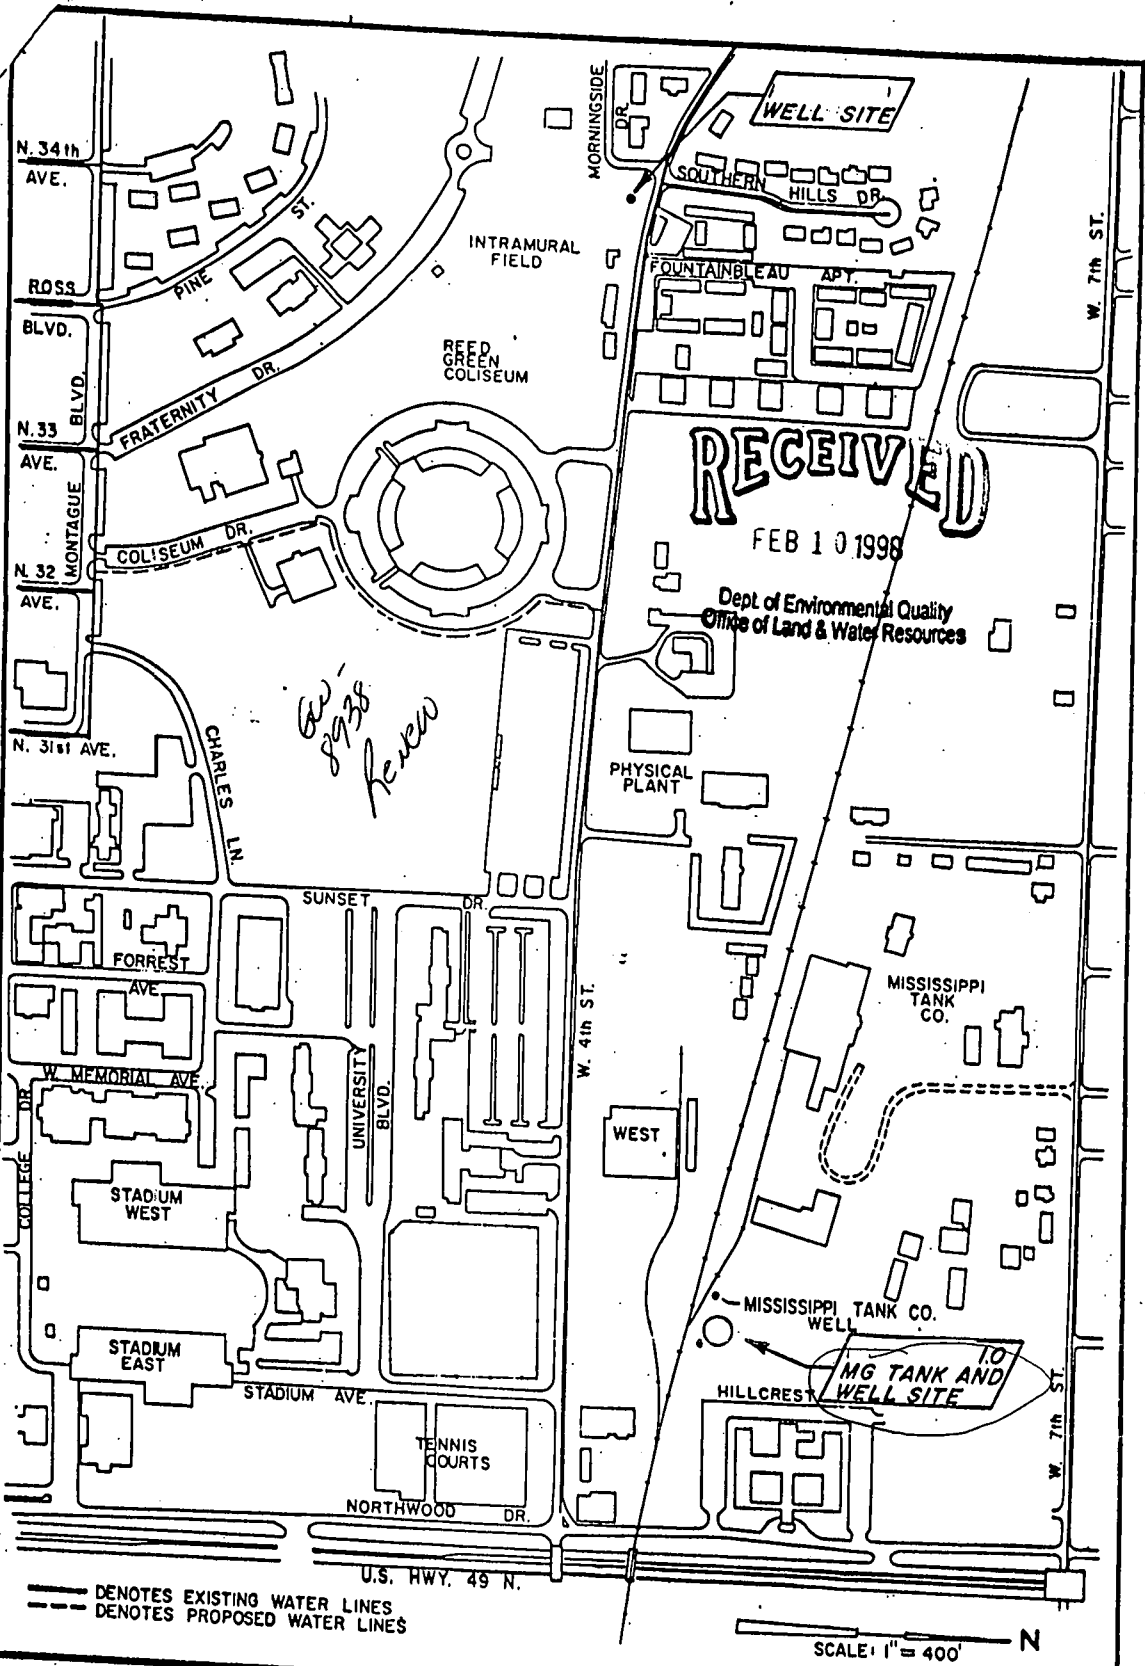 WELL SITE
MORNINGSIDE
DR.
N. 34th
AVE.
SOUTHERN
HILLS DR.
ST.
PINE
INTRAMURAL
FIELD
W. 7th ST.
FOUNTAINBLEAU APT.
ROSS
BLVD.
REED
GREEN
COLISEUM
MONTAGUE BLVD.
FRATERNITY DR.
N. 33
AVE.
RECEIVED
FEB 10 1998
Dept. of Environmental Quality
Office of Land & Water Resources
COLISEUM DR.
N. 32
AVE.
GW-
8938
Renew
N. 31st AVE.
CHARLES LN.
PHYSICAL
PLANT
SUNSET DR.
FORREST
AVE.
W. 4th ST.
MISSISSIPPI
TANK
CO.
W. MEMORIAL AVE.
UNIVERSITY
BLVD.
COLLEGE DR.
WEST
STADIUM
WEST
MISSISSIPPI TANK CO.
WELL
STADIUM
EAST
1.0
MG TANK AND
WELL SITE
HILLCREST
STADIUM AVE.
W. 7th ST.
TENNIS
COURTS
NORTHWOOD DR.
U.S. HWY. 49 N.
DENOTES EXISTING WATER LINES
DENOTES PROPOSED WATER LINES
N
SCALE: 1" = 400'